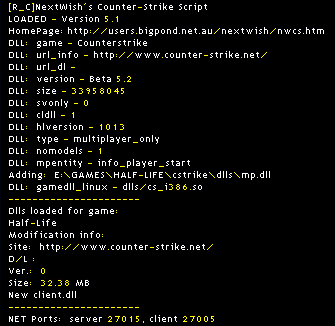 [R_C]NextWish's Counter-Strike Script
LOADED - Version 5.1
HomePage: http://users.bigpond.net.au/nextwish/nwcs.htm
DLL: game - Counterstrike
DLL: url_info - http://www.counter-strike.net/
DLL: url_dl -
DLL: version - Beta 5.2
DLL: size - 33958045
DLL: svonly - 0
DLL: cldll - 1
DLL: hlversion - 1013
DLL: type - multiplayer_only
DLL: nomodels - 1
DLL: mpentity - info_player_start
Adding: E:\GAMES\HALF-LIFE\cstrike\dlls\mp.dll
DLL: gamedll_linux - dlls/cs_i386.so
-----------------------
Dlls loaded for game:
Half-Life
Modification info:
Site: http://www.counter-strike.net/
D/L :
Ver.: 0
Size: 32.38 MB
New client.dll
-----------------------
NET Ports: server 27015, client 27005